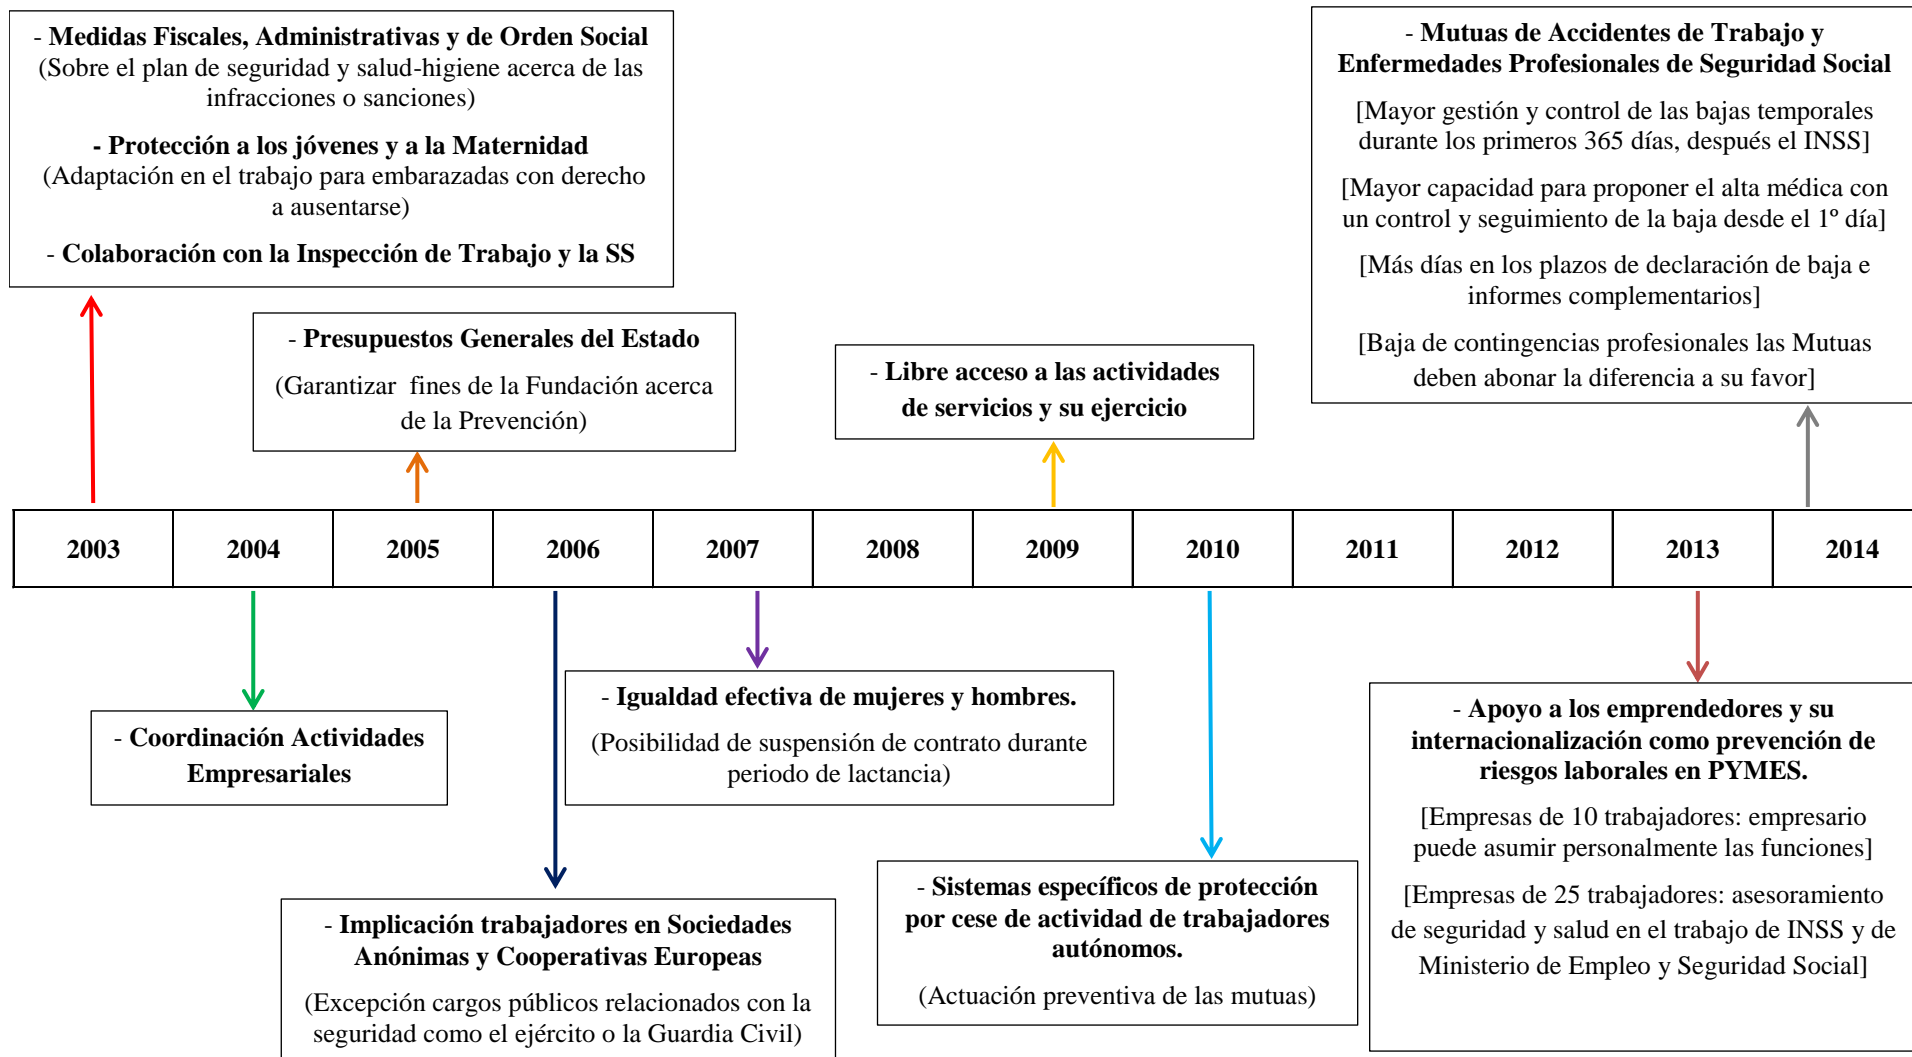 - Medidas Fiscales, Administrativas y de Orden Social
(Sobre el plan de seguridad y salud-higiene acerca de las
infracciones o sanciones)
- Protección a los jóvenes y a la Maternidad
(Adaptación en el trabajo para embarazadas con derecho
a ausentarse)
- Colaboración con la Inspección de Trabajo y la SS
- Presupuestos Generales del Estado
(Garantizar fines de la Fundación acerca
de la Prevención)
- Libre acceso a las actividades
de servicios y su ejercicio
- Mutuas de Accidentes de Trabajo y
Enfermedades Profesionales de Seguridad Social
[Mayor gestión y control de las bajas temporales
durante los primeros 365 días, después el INSS]
[Mayor capacidad para proponer el alta médica con
un control y seguimiento de la baja desde el 1º día]
[Más días en los plazos de declaración de baja e
informes complementarios]
[Baja de contingencias profesionales las Mutuas
deben abonar la diferencia a su favor]
2003 2004 2005 2006 2007 2008 2009 2010 2011 2012 2013 2014
- Coordinación Actividades
Empresariales
- Implicación trabajadores en Sociedades
Anónimas y Cooperativas Europeas
(Excepción cargos públicos relacionados con la
seguridad como el ejército o la Guardia Civil)
- Igualdad efectiva de mujeres y hombres.
(Posibilidad de suspensión de contrato durante
periodo de lactancia)
- Sistemas específicos de protección
por cese de actividad de trabajadores
autónomos.
(Actuación preventiva de las mutuas)
- Apoyo a los emprendedores y su
internacionalización como prevención de
riesgos laborales en PYMES.
[Empresas de 10 trabajadores: empresario
puede asumir personalmente las funciones]
[Empresas de 25 trabajadores: asesoramiento
de seguridad y salud en el trabajo de INSS y de
Ministerio de Empleo y Seguridad Social]